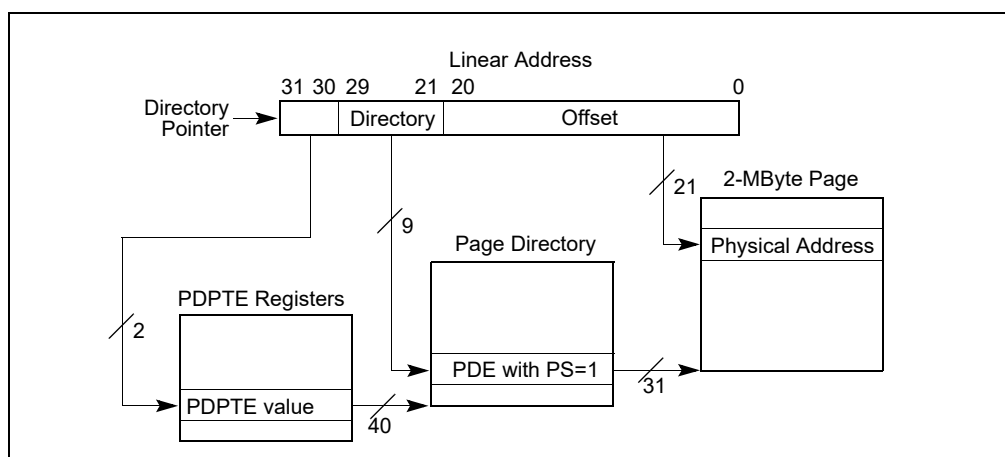 Linear Address
31 30 29 21 20 0
Directory Pointer
Directory
Offset
21
2-MByte Page
9
Page Directory
Physical Address
PDPTE Registers
2
PDE with PS=1
31
PDPTE value
40